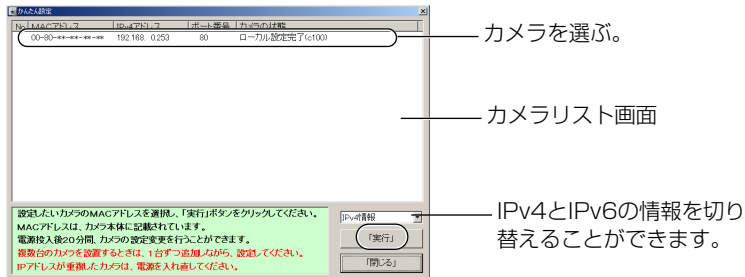 かんたん設定
No MACアドレス IPv4アドレス ポート番号 カメラの状態
00-80-**-**-**-** 192.168. 0.253 80 ローカル設定完了(c100)
カメラを選ぶ。
カメラリスト画面
設定したいカメラのMACアドレスを選択し、「実行」ボタンをクリックしてください。
MACアドレスは、カメラ本体に記載されています。
電源投入後20分間、カメラの設定変更を行うことができます。
複数台のカメラを設置するときは、1台ずつ追加しながら、設定してください。
IPアドレスが重複したカメラは、電源を入れ直してください。
IPv4情報
「実行」
「閉じる」
IPv4とIPv6の情報を切り
替えることができます。